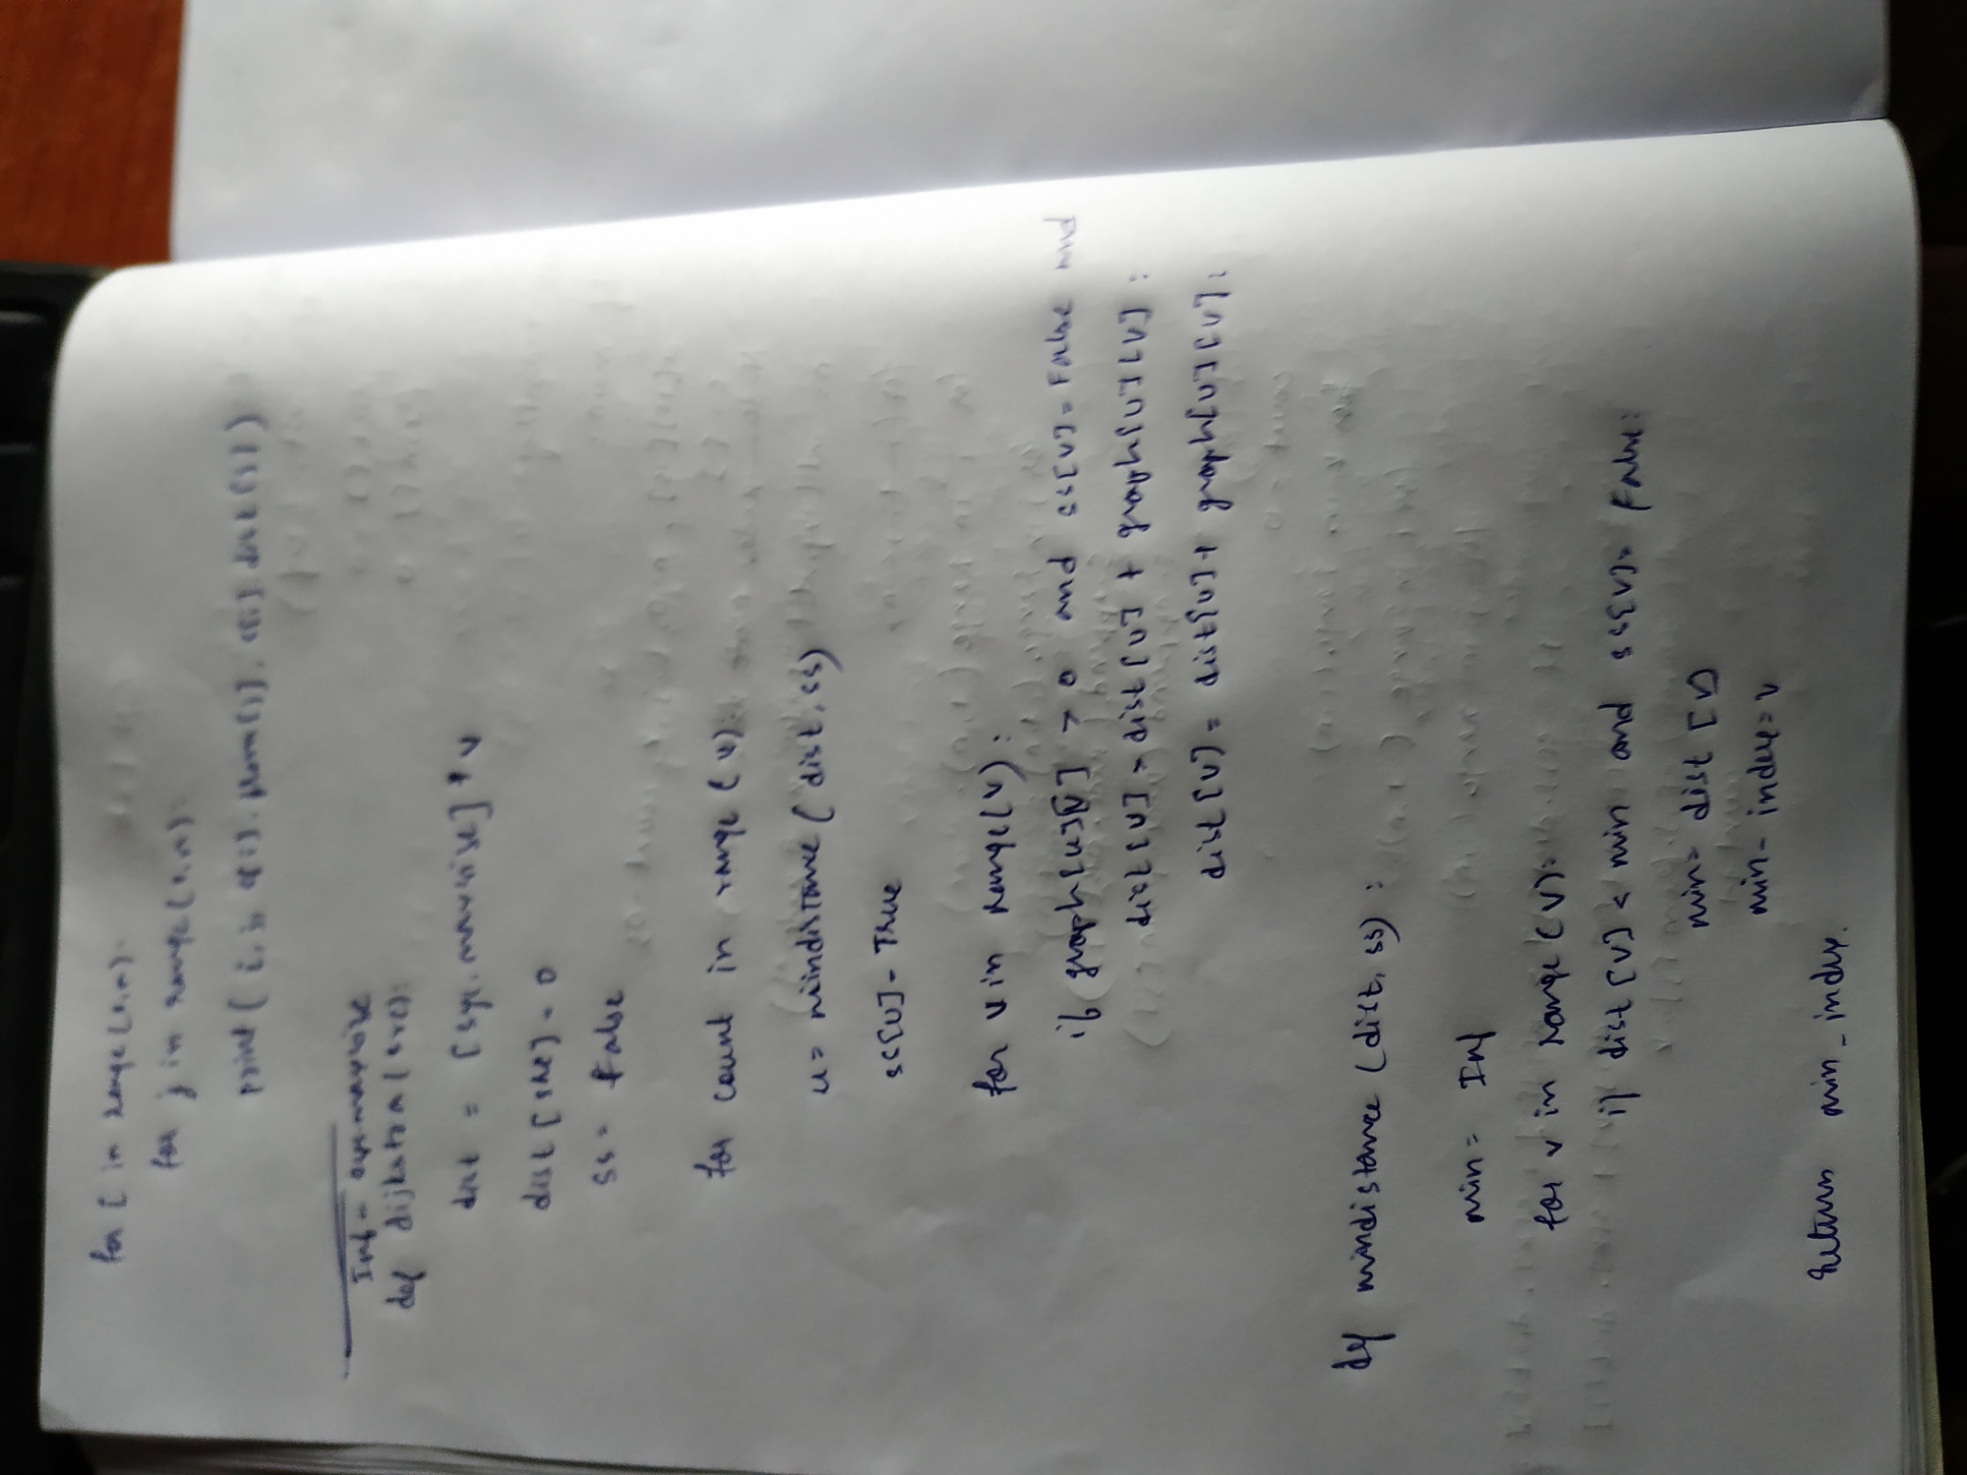 for i in range(1,n):
for j in range(1,n):
print(
Inf = sys.maxsize
def dijkstra(src):
dist = [sys.maxsize] * v
dist[src] = 0
ss = False
for count in range(v):
u = mindistance(dist, ss)
ss[u] = True
for v in range(v):
if graph[u][v] > 0 and ss[v] = False and
dist[v] > dist[u] + graph[u][v] :
dist[v] = dist[u] + graph[u][v];
def mindistance(dist, ss) :
min = Inf
for v in range(v):
if dist[v] < min and ss[v] = False:
min = dist[v]
min_index = v
return min_index.